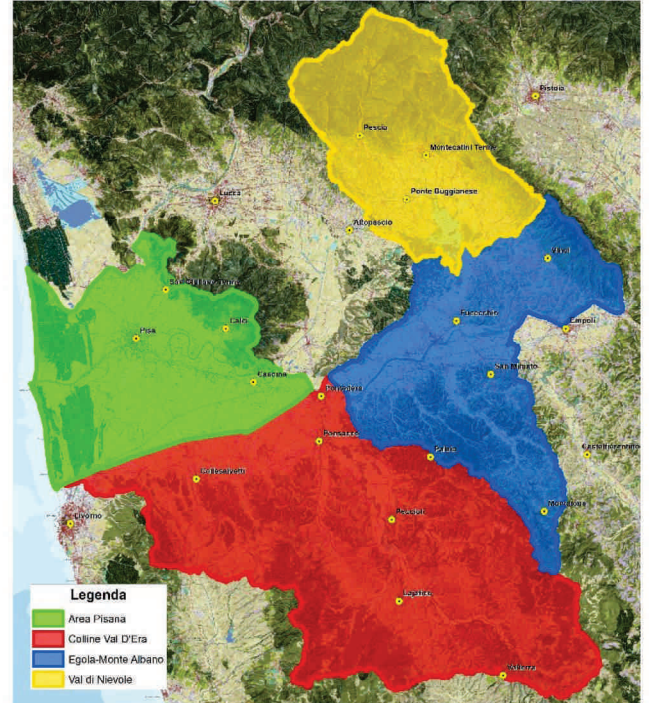 Pistoia
Pescia
Montecatini Terme
Lucca
Ponte Buggianese
Altopascio
Vinci
Fucecchio
Empoli
Pisa
Calci
San Miniato
Cascina
Pontedera
Ponsacco
Palaia
Castelfiorentino
Collesalvetti
Montaione
Peccioli
Livorno
Lajatico
Volterra
Legenda
Area Pisana
Colline Val D'Era
Egola-Monte Albano
Val di Nievole